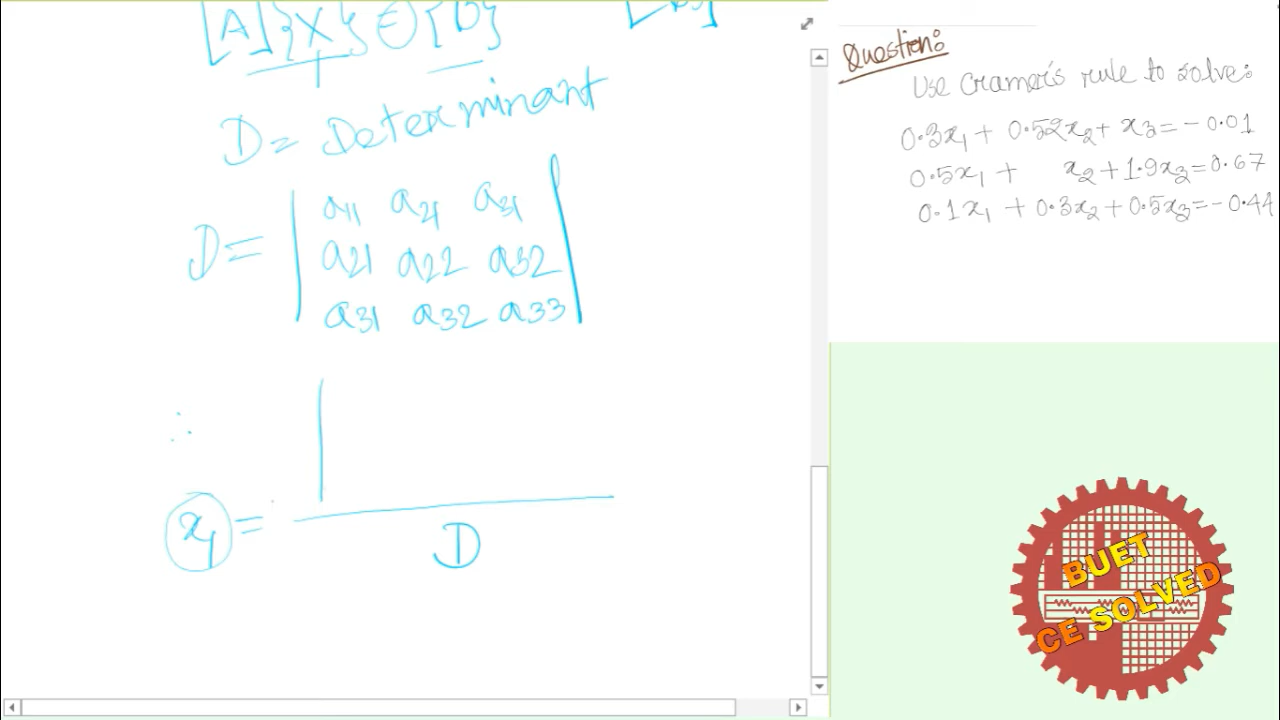 [A]{X} = {b}
D = Determinant
D = | a11 a21 a31 |
| a21 a22 a32 |
| a31 a32 a33 |
∴
x1 =
D
Question:
Use Cramer's rule to solve:
0.3x1 + 0.52x2 + x3 = -0.01
0.5x1 + x2 + 1.9x3 = 0.67
0.1x1 + 0.3x2 + 0.5x3 = -0.44
BUET
CE SOLVED